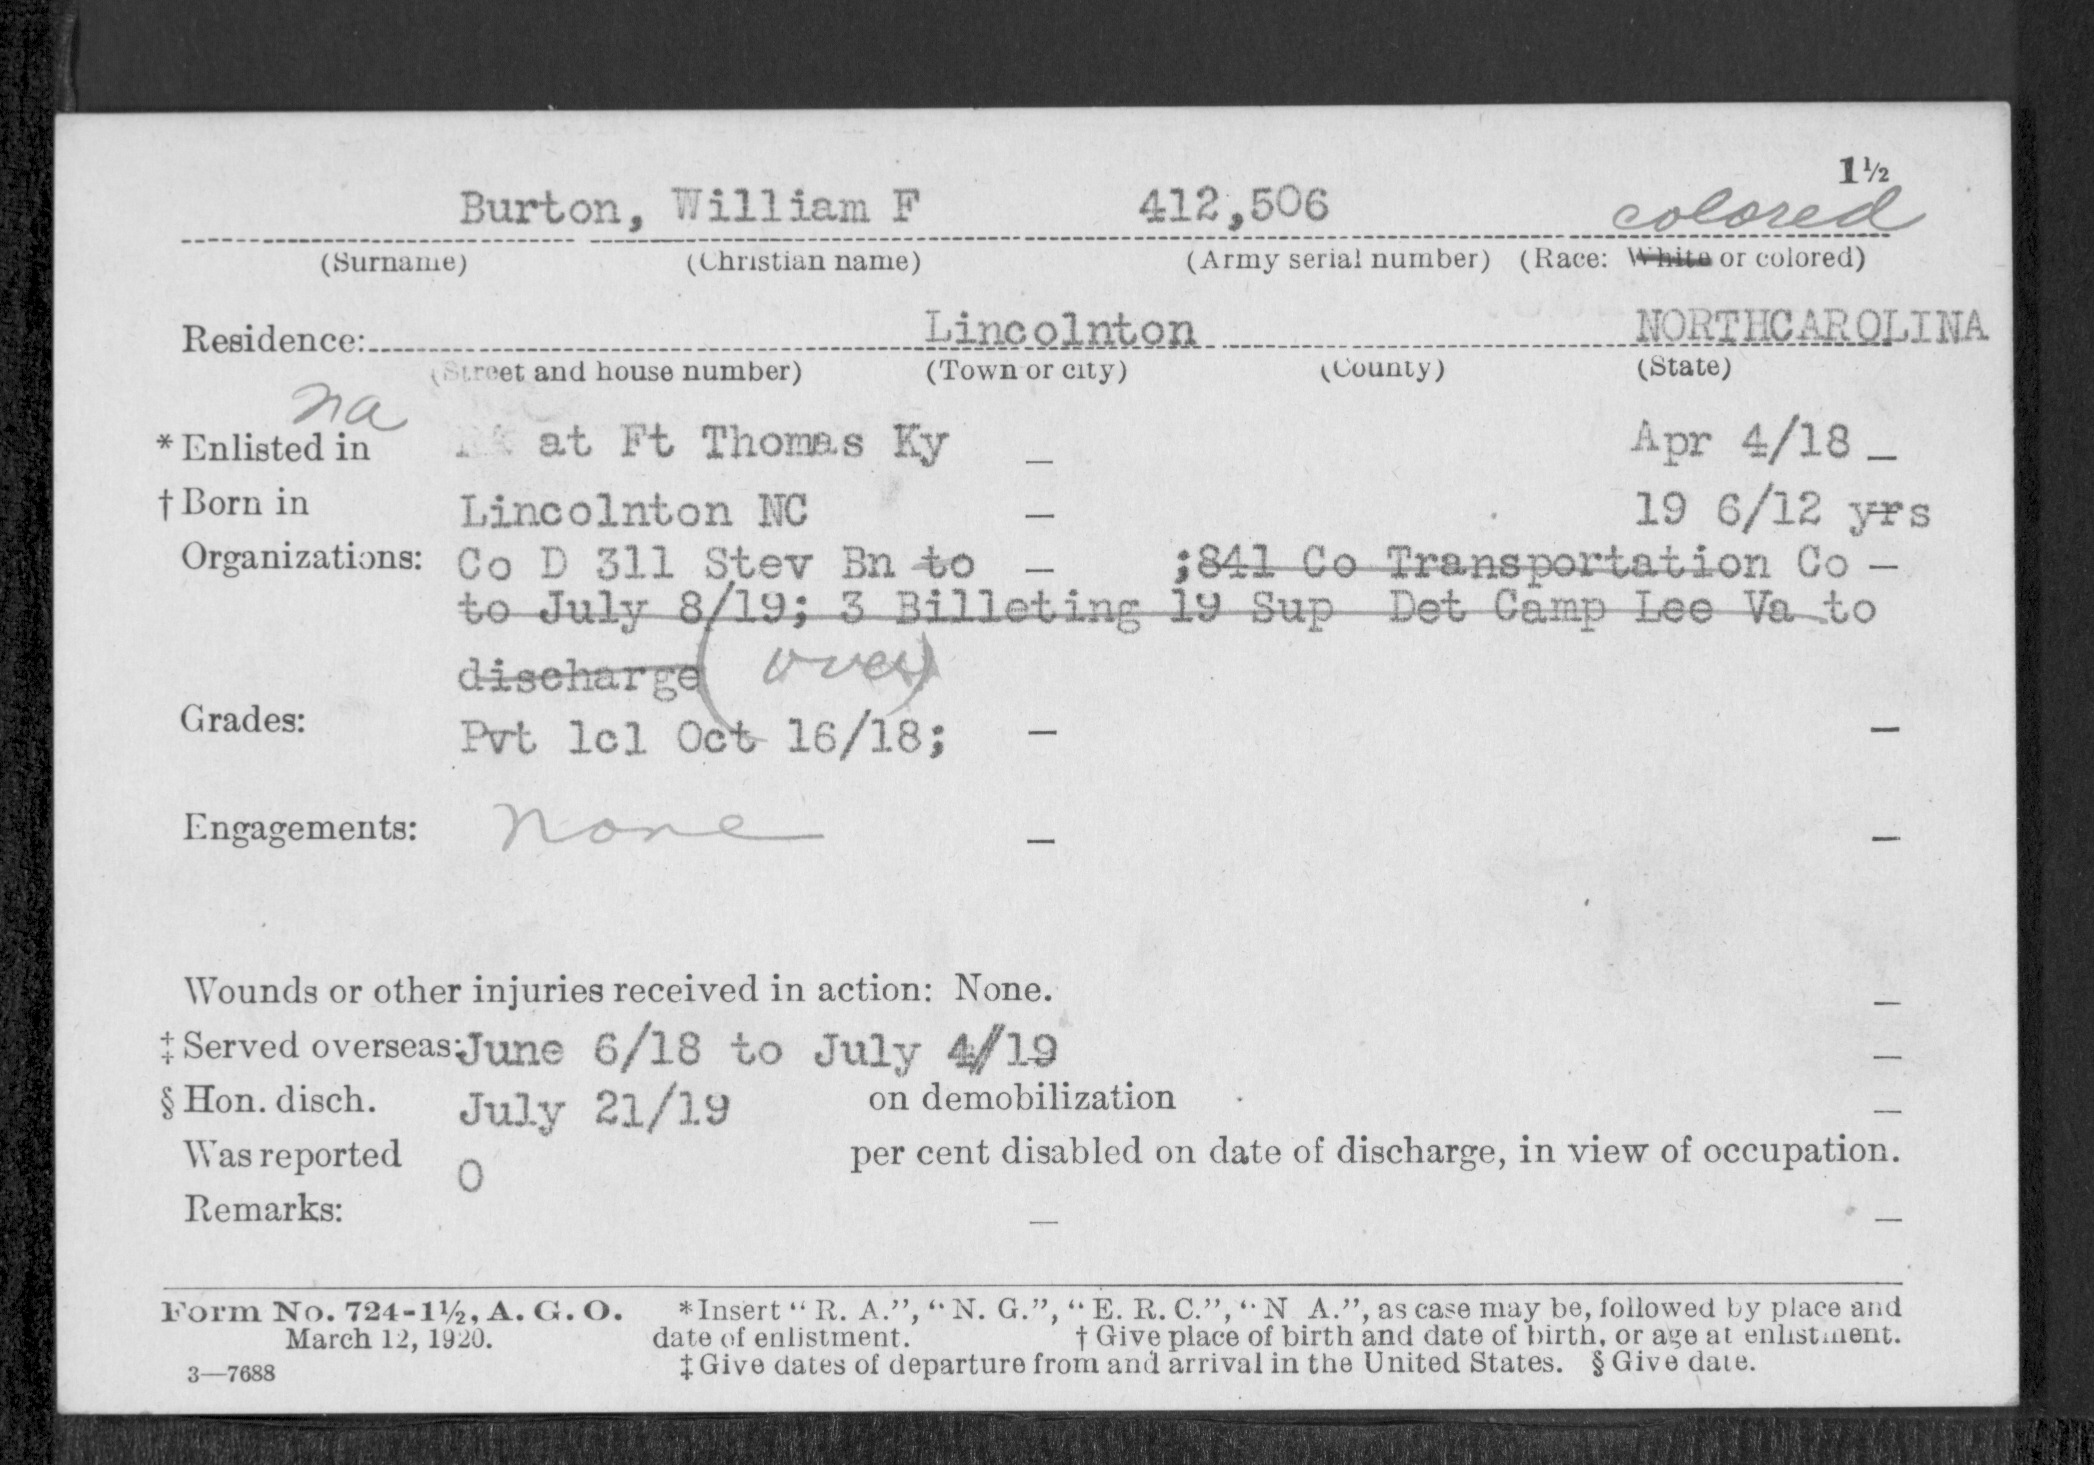 1½
Burton, William F 412,506 colored
(Surname) (Christian name) (Army serial number) (Race: White or colored)
Residence: Lincolnton NORTHCAROLINA
(Street and house number) (Town or city) (County) (State)
na
*Enlisted in at Ft Thomas Ky — Apr 4/18 —
†Born in Lincolnton NC — 19 6/12 yrs
Organizations: Co D 311 Stev Bn to — ;841 Co Transportation Co —
to July 8/19; 3 Billeting 19 Sup Det Camp Lee Va to
discharge (over)
Grades: Pvt 1cl Oct 16/18; — —
Engagements: none — —
Wounds or other injuries received in action: None. —
‡Served overseas: June 6/18 to July 4/19 —
§Hon. disch. July 21/19 on demobilization —
Was reported 0 per cent disabled on date of discharge, in view of occupation.
Remarks: — —
Form No. 724-1½, A. G. O. *Insert "R. A.", "N. G.", "E. R. C.", "N A.", as case may be, followed by place and
March 12, 1920. date of enlistment. †Give place of birth and date of birth, or age at enlistment.
3—7688 ‡Give dates of departure from and arrival in the United States. §Give date.